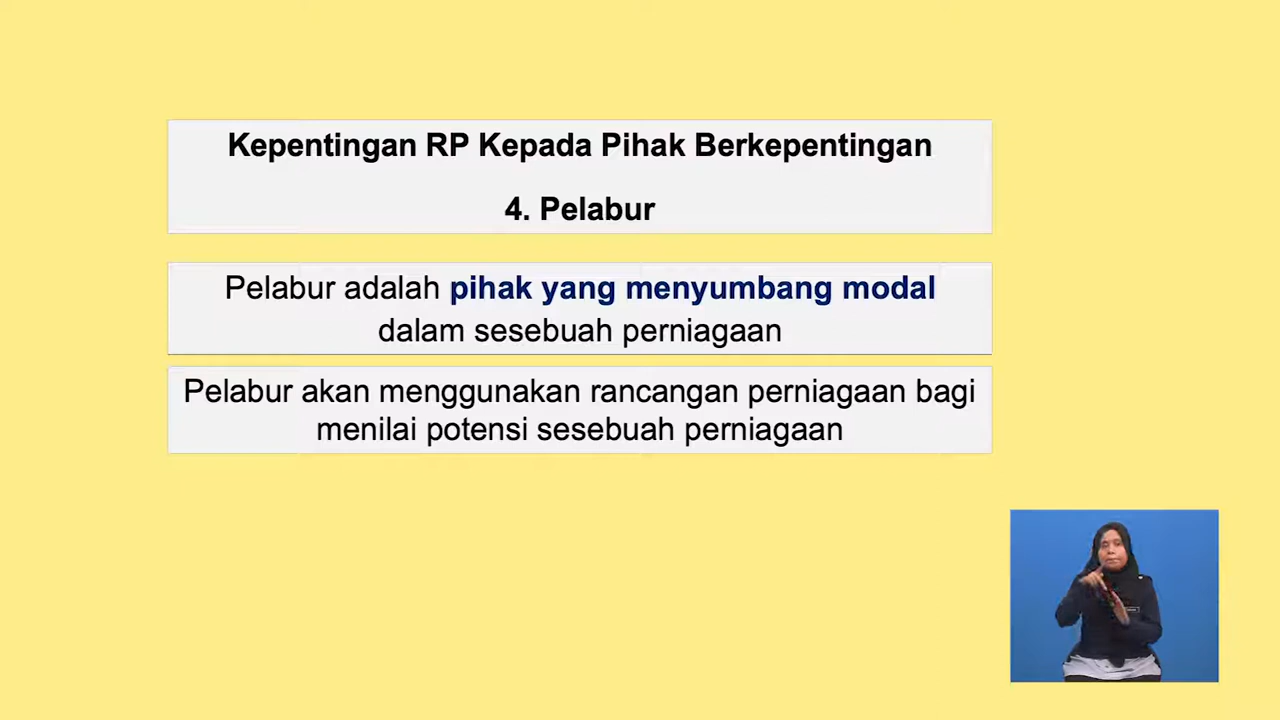 Kepentingan RP Kepada Pihak Berkepentingan
4. Pelabur
Pelabur adalah pihak yang menyumbang modal
dalam sesebuah perniagaan
Pelabur akan menggunakan rancangan perniagaan bagi
menilai potensi sesebuah perniagaan